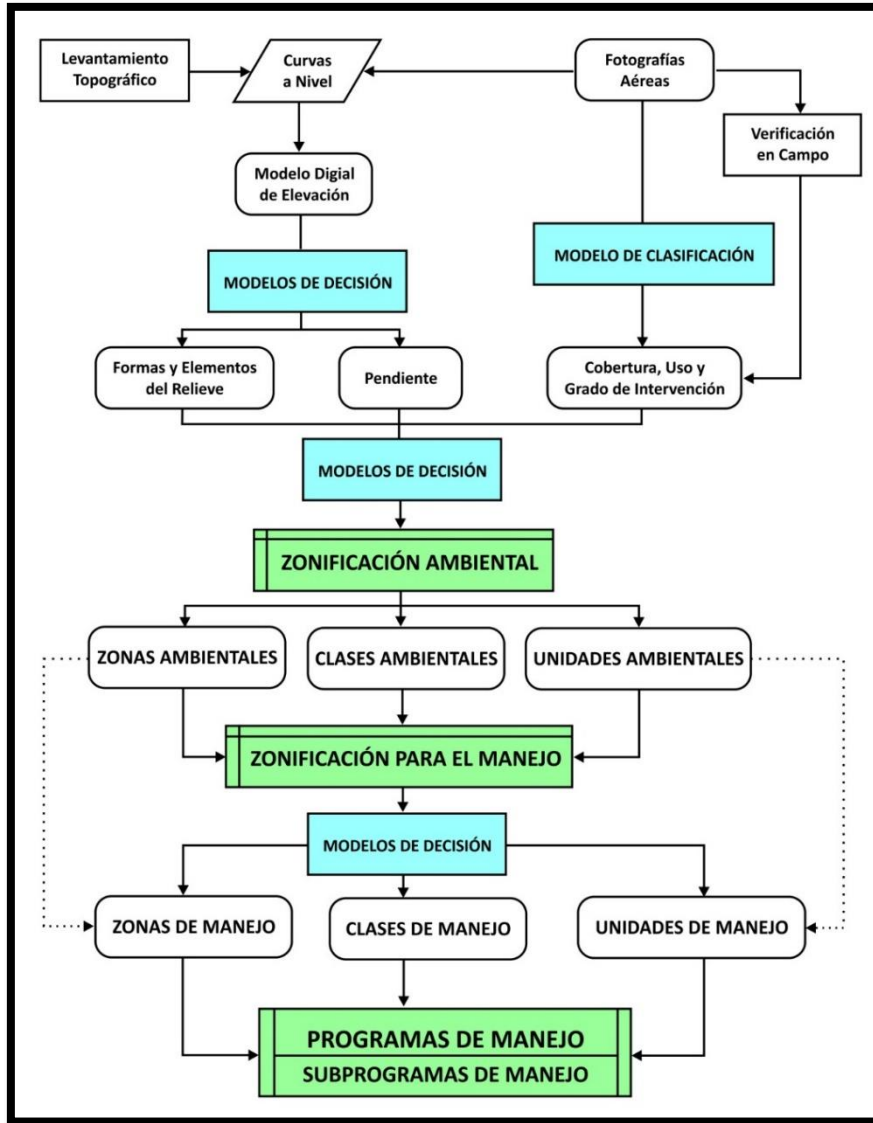 Levantamiento
Topográfico
Curvas
a Nivel
Fotografías
Aéreas
Verificación
en Campo
Modelo Digial
de Elevación
MODELOS DE DECISIÓN
MODELO DE CLASIFICACIÓN
Formas y Elementos
del Relieve
Pendiente
Cobertura, Uso y
Grado de Intervención
MODELOS DE DECISIÓN
ZONIFICACIÓN AMBIENTAL
ZONAS AMBIENTALES
CLASES AMBIENTALES
UNIDADES AMBIENTALES
ZONIFICACIÓN PARA EL MANEJO
MODELOS DE DECISIÓN
ZONAS DE MANEJO
CLASES DE MANEJO
UNIDADES DE MANEJO
PROGRAMAS DE MANEJO
SUBPROGRAMAS DE MANEJO